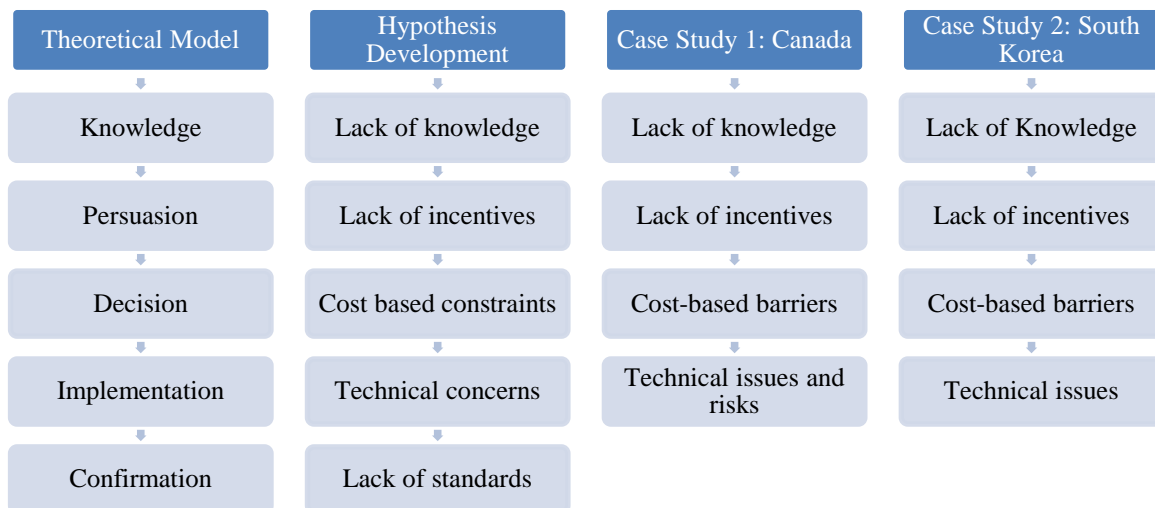 Theoretical Model
Knowledge
Persuasion
Decision
Implementation
Confirmation
Hypothesis
Development
Lack of knowledge
Lack of incentives
Cost based constraints
Technical concerns
Lack of standards
Case Study 1: Canada
Lack of knowledge
Lack of incentives
Cost-based barriers
Technical issues and
risks
Case Study 2: South
Korea
Lack of Knowledge
Lack of incentives
Cost-based barriers
Technical issues